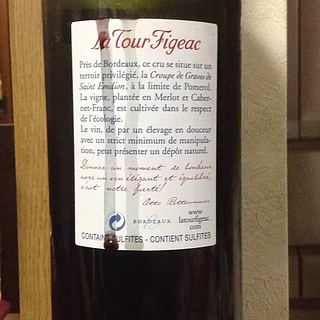 La Tour Figeac
Près de Bordeaux, ce cru se situe sur un
terroir privilégié, la Croupe de Graves de
Saint Emilion, à la limite de Pomerol.
La vigne, plantée en Merlot et Caber-
net-Franc, est cultivée dans le respect
de l'écologie.
Le vin, de par un élevage en douceur
avec un strict minimum de manipula-
tion, peut présenter un dépôt naturel.
Donner un moment de bonheur
avec un vin élégant et équilibré,
c'est notre fierté!
Otto Rettenmaier
BORDEAUX
www
latourfigeac.
com
CONTAINS SULFITES - CONTIENT SULFITES